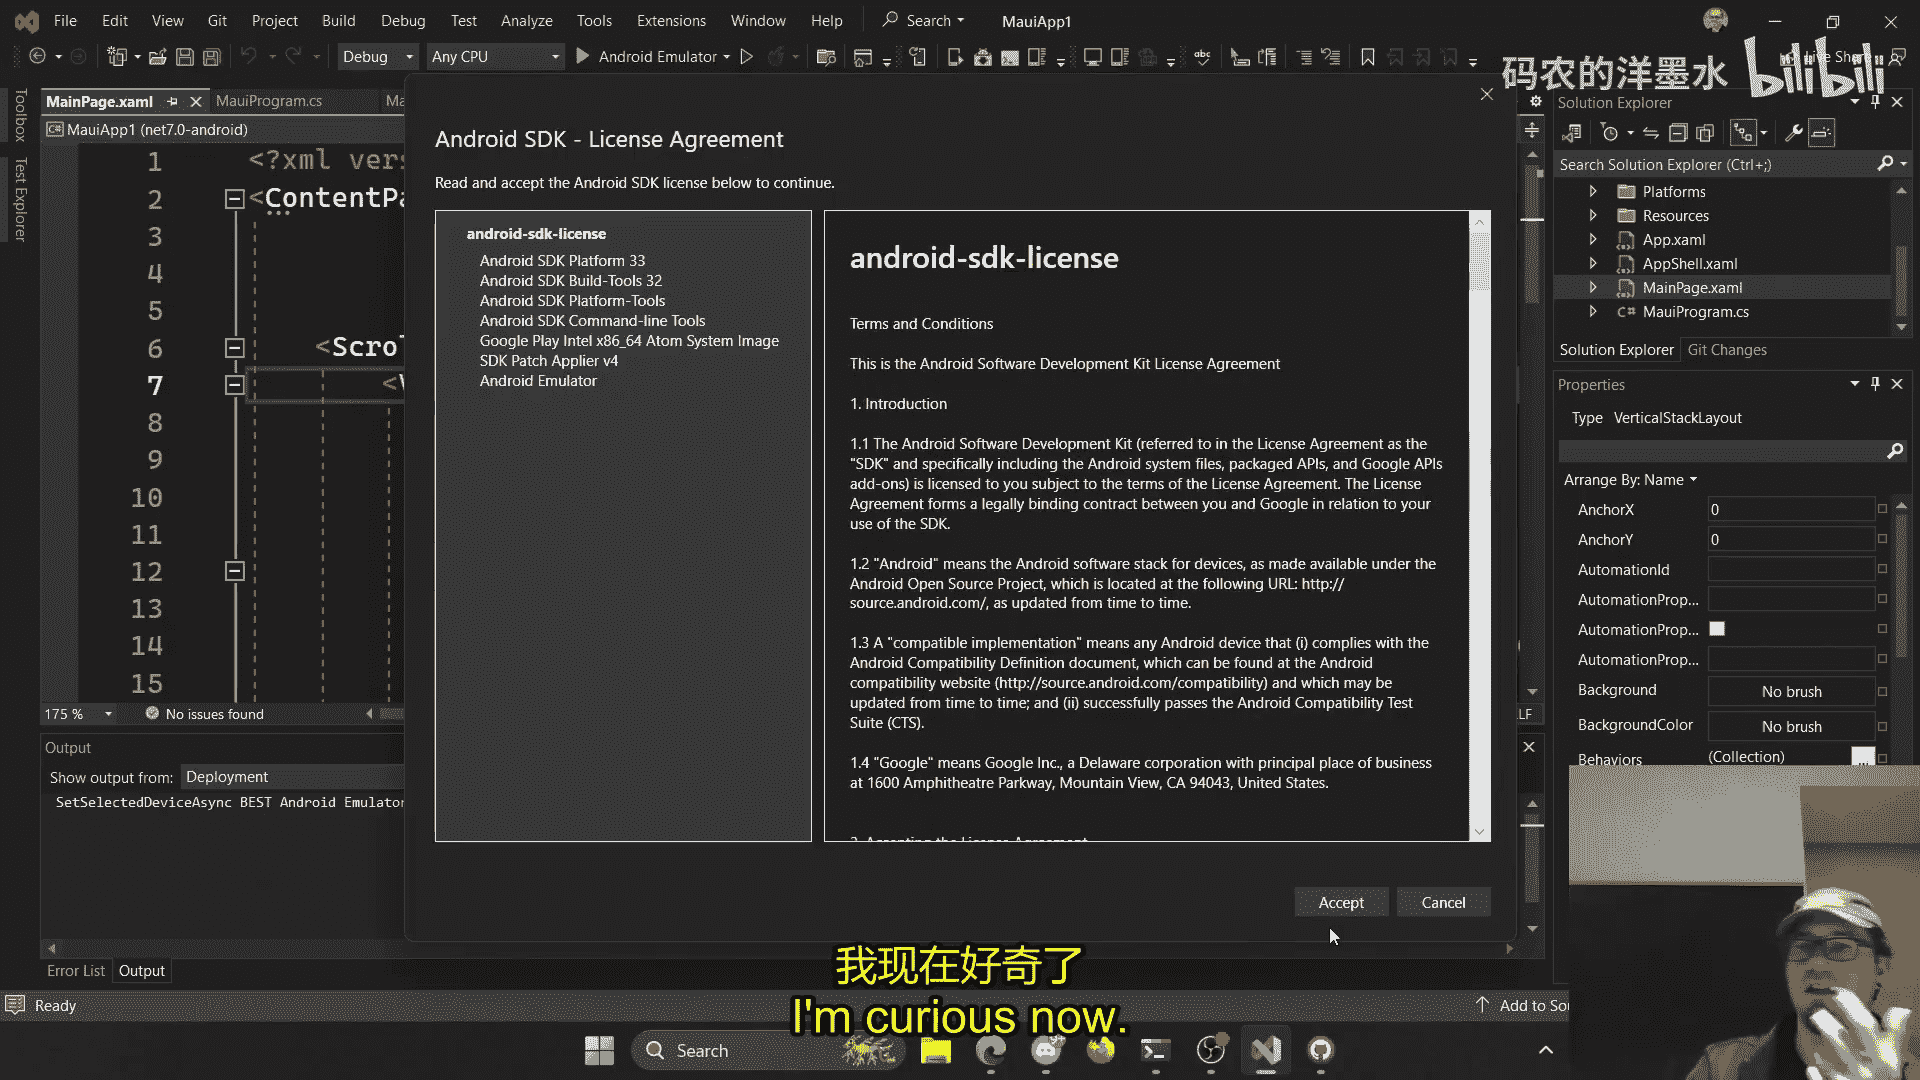 File Edit View Git Project Build Debug Test Analyze Tools Extensions Window Help Search MauiApp1
Debug Any CPU Android Emulator
码农的洋墨水 bilibili
Live Share
Toolbox
Test Explorer
MainPage.xaml MauiProgram.cs Ma
MauiApp1 (net7.0-android)
1 <?xml vers
2 <ContentPa
3
4
5
6 <Scrol
7 <V
8
9
10
11
12
13
14
15
175 % No issues found
Output
Show output from: Deployment
SetSelectedDeviceAsync BEST Android Emulator
Error List Output
Ready
Android SDK - License Agreement
Read and accept the Android SDK license below to continue.
android-sdk-license
Android SDK Platform 33
Android SDK Build-Tools 32
Android SDK Platform-Tools
Android SDK Command-line Tools
Google Play Intel x86_64 Atom System Image
SDK Patch Applier v4
Android Emulator
android-sdk-license
Terms and Conditions
This is the Android Software Development Kit License Agreement
1. Introduction
1.1 The Android Software Development Kit (referred to in the License Agreement as the
"SDK" and specifically including the Android system files, packaged APIs, and Google APIs
add-ons) is licensed to you subject to the terms of the License Agreement. The License
Agreement forms a legally binding contract between you and Google in relation to your
use of the SDK.
1.2 "Android" means the Android software stack for devices, as made available under the
Android Open Source Project, which is located at the following URL: http://
source.android.com/, as updated from time to time.
1.3 A "compatible implementation" means any Android device that (i) complies with the
Android Compatibility Definition document, which can be found at the Android
compatibility website (http://source.android.com/compatibility) and which may be
updated from time to time; and (ii) successfully passes the Android Compatibility Test
Suite (CTS).
1.4 "Google" means Google Inc., a Delaware corporation with principal place of business
at 1600 Amphitheatre Parkway, Mountain View, CA 94043, United States.
2. Accepting the License Agreement
Accept Cancel
LF
Solution Explorer
Search Solution Explorer (Ctrl+;)
Platforms
Resources
App.xaml
AppShell.xaml
MainPage.xaml
C# MauiProgram.cs
Solution Explorer Git Changes
Properties
Type VerticalStackLayout
Arrange By: Name
AnchorX 0
AnchorY 0
AutomationId
AutomationProp...
AutomationProp...
AutomationProp...
Background No brush
BackgroundColor No brush
Behaviors (Collection) ...
Add to Sou
我现在好奇了
I'm curious now.
Search